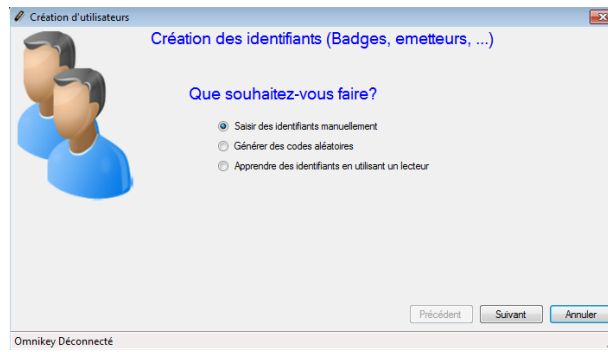 Création d'utilisateurs
Création des identifiants (Badges, emetteurs, ...)
Que souhaitez-vous faire?
Saisir des identifiants manuellement
Générer des codes aléatoires
Apprendre des identifiants en utilisant un lecteur
Précédent Suivant Annuler
Omnikey Déconnecté